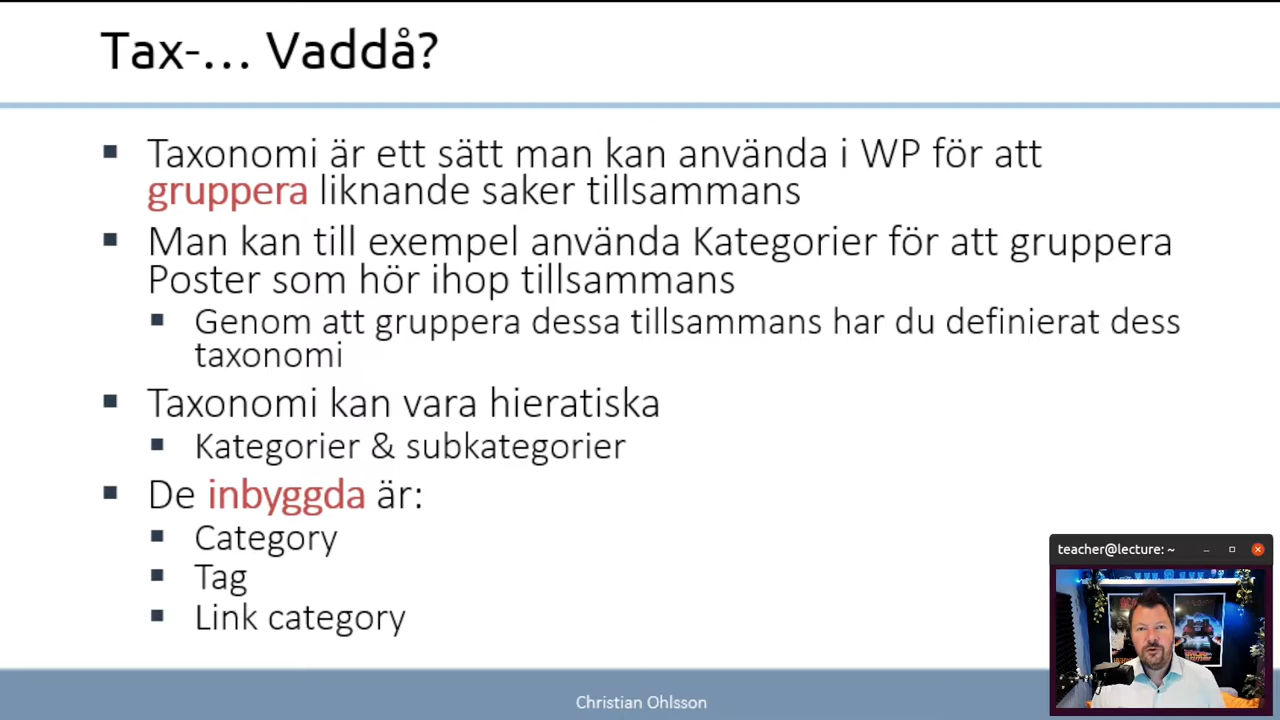 Tax-... Vaddå?
Taxonomi är ett sätt man kan använda i WP för att
gruppera liknande saker tillsammans
Man kan till exempel använda Kategorier för att gruppera
Poster som hör ihop tillsammans
Genom att gruppera dessa tillsammans har du definierat dess
taxonomi
Taxonomi kan vara hieratiska
Kategorier & subkategorier
De inbyggda är:
Category
Tag
Link category
teacher@lecture: ~
Christian Ohlsson